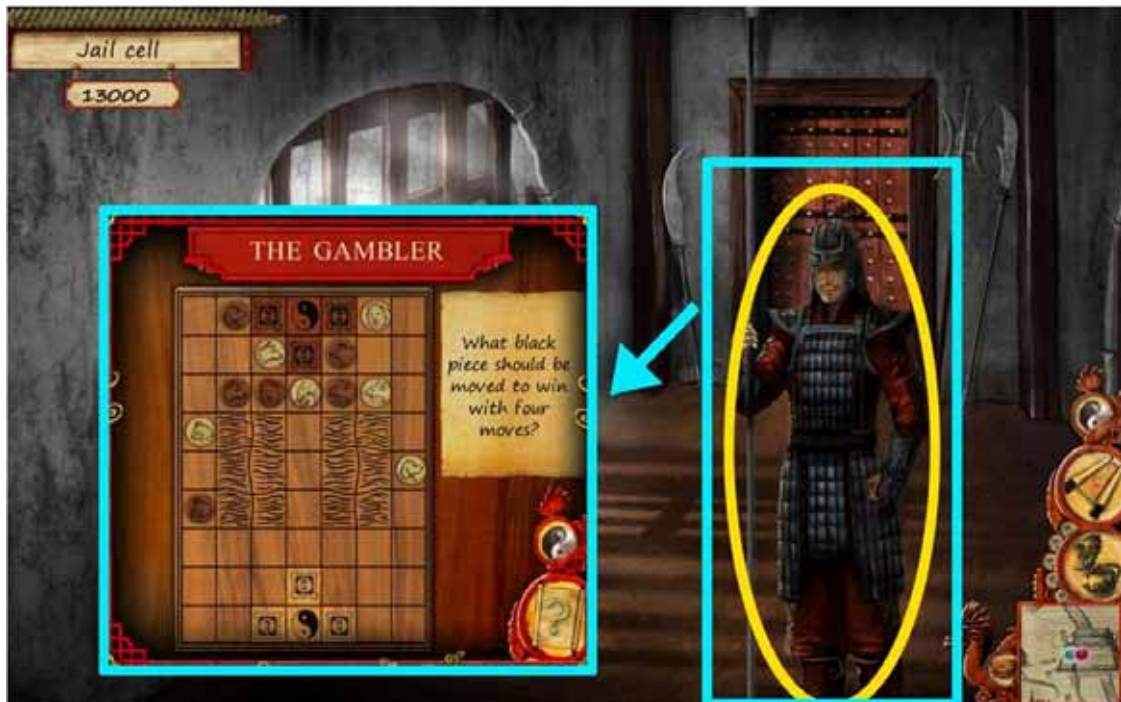 Jail cell
13000
THE GAMBLER
What black
piece should be
moved to win
with four
moves?
?